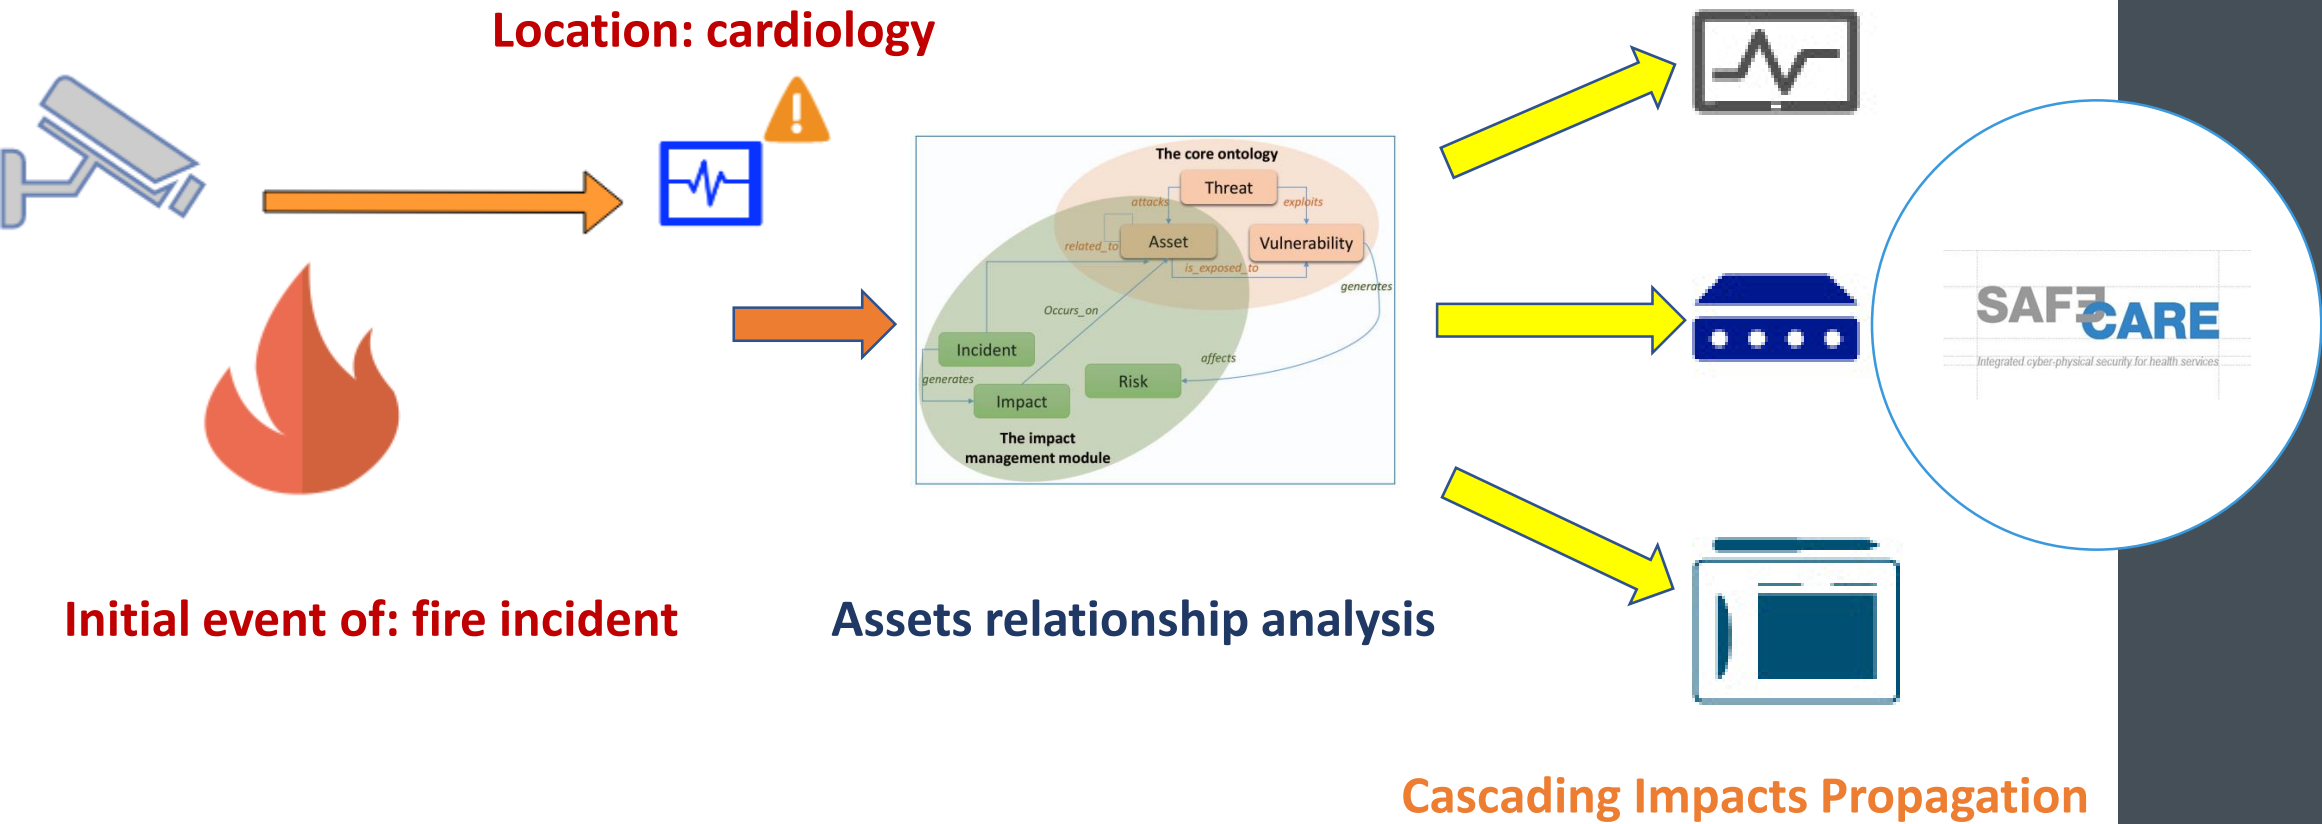 Location: cardiology
The core ontology
Threat
attacks
exploits
Asset
Vulnerability
related_to
is_exposed_to
generates
Occurs_on
Incident
affects
generates
Risk
Impact
The impact
management module
SAFECARE
Integrated cyber-physical security for health services
Initial event of: fire incident
Assets relationship analysis
Cascading Impacts Propagation